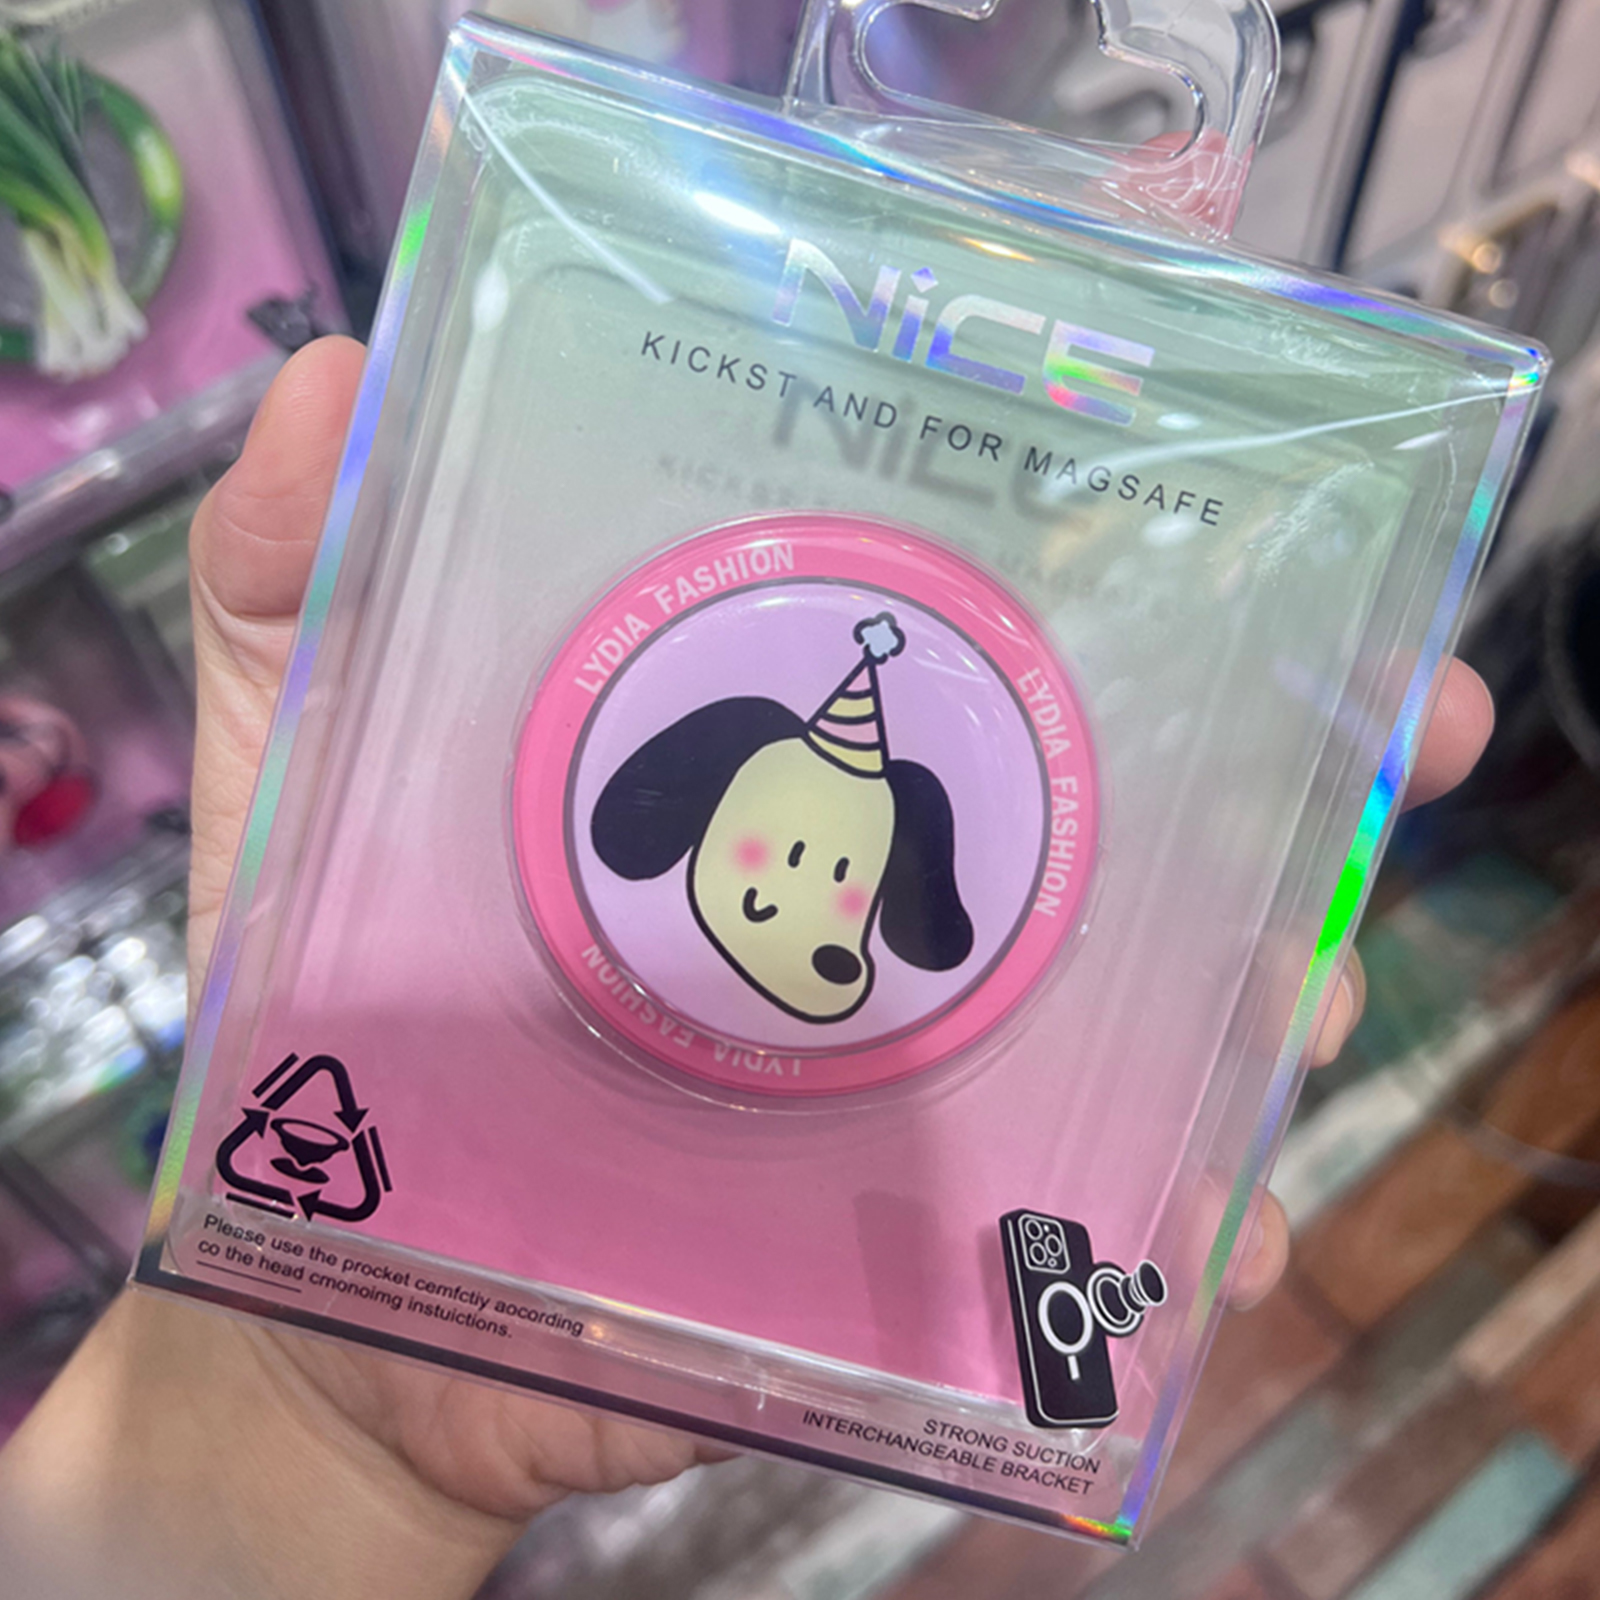 NiCE
KICKST AND FOR MAGSAFE
LYDIA FASHION
LYDIA FASHION
LYDIA FASHION
Please use the procket cemfctiy aocording
co the head cmonoimg instuictions.
STRONG SUCTION
INTERCHANGEABLE BRACKET